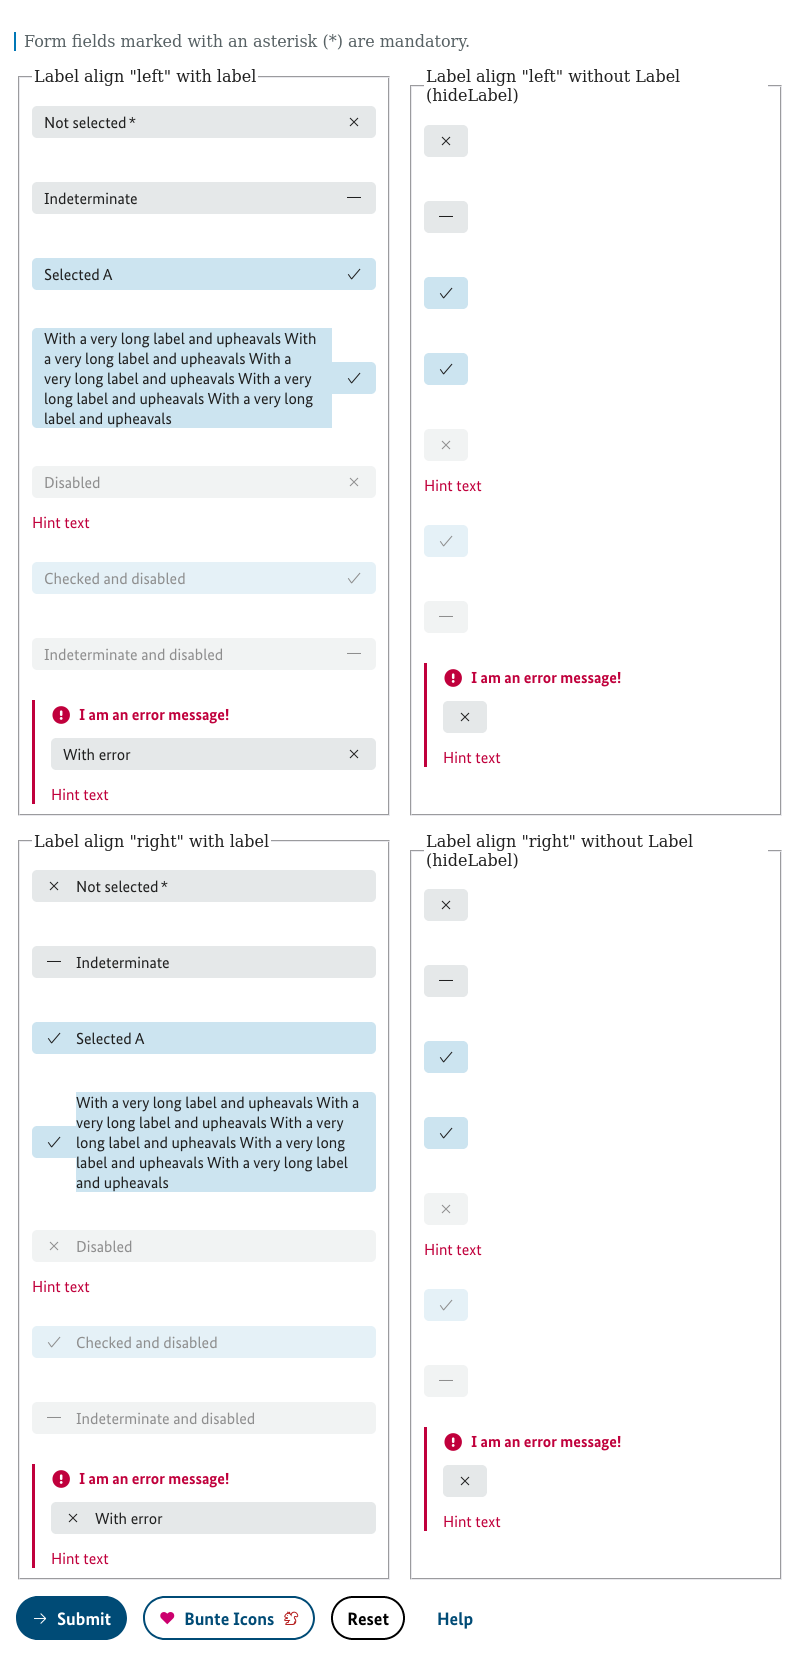 Form fields marked with an asterisk (*) are mandatory.
Label align "left" with label
Not selected *
Indeterminate
Selected A
With a very long label and upheavals With
a very long label and upheavals With a
very long label and upheavals With a very
long label and upheavals With a very long
label and upheavals
Disabled
Hint text
Checked and disabled
Indeterminate and disabled
I am an error message!
With error
Hint text
Label align "left" without Label
(hideLabel)
Hint text
I am an error message!
Hint text
Label align "right" with label
Not selected *
Indeterminate
Selected A
With a very long label and upheavals With a
very long label and upheavals With a very
long label and upheavals With a very long
label and upheavals With a very long label
and upheavals
Disabled
Hint text
Checked and disabled
Indeterminate and disabled
I am an error message!
With error
Hint text
Label align "right" without Label
(hideLabel)
Hint text
I am an error message!
Hint text
Submit
Bunte Icons
Reset
Help